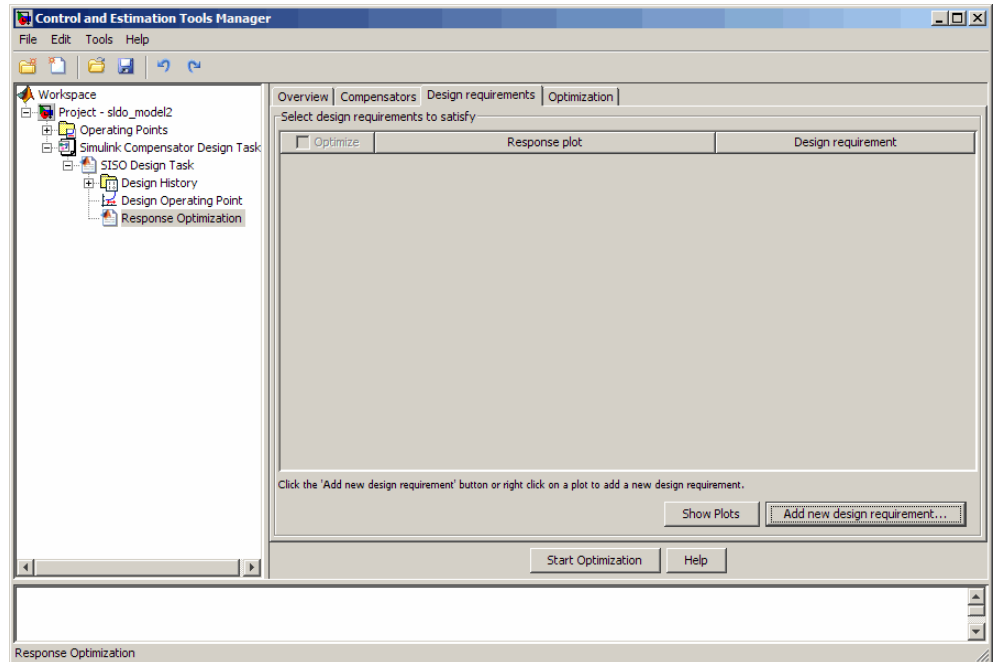 Control and Estimation Tools Manager
File Edit Tools Help
Workspace
Project - sldo_model2
Operating Points
Simulink Compensator Design Task
SISO Design Task
Design History
Design Operating Point
Response Optimization
Overview Compensators Design requirements Optimization
Select design requirements to satisfy
Optimize Response plot Design requirement
Click the 'Add new design requirement' button or right click on a plot to add a new design requirement.
Show Plots Add new design requirement...
Start Optimization Help
Response Optimization